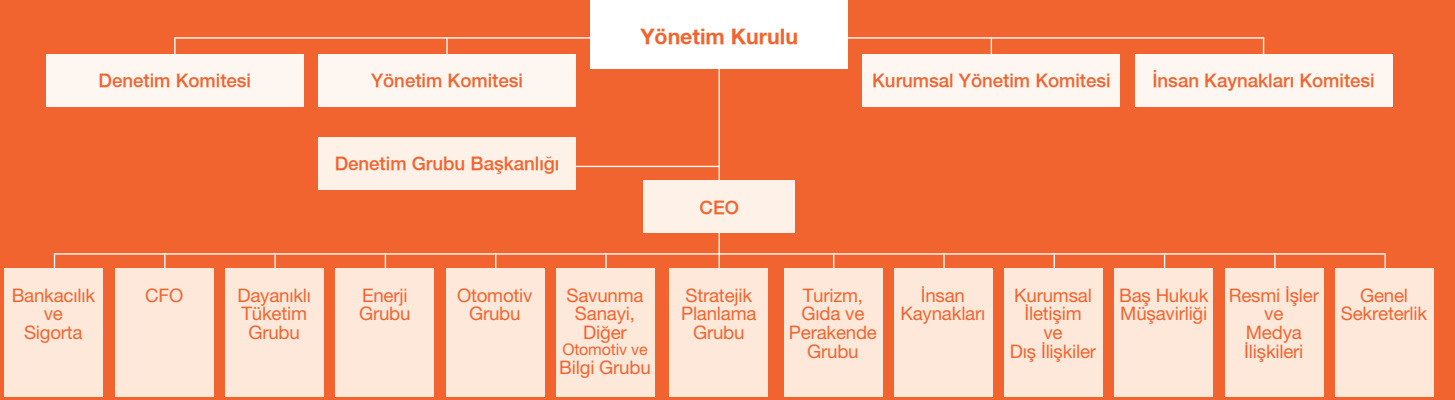 Yönetim Kurulu
Denetim Komitesi
Yönetim Komitesi
Kurumsal Yönetim Komitesi
İnsan Kaynakları Komitesi
Denetim Grubu Başkanlığı
CEO
Bankacılık
ve
Sigorta
CFO
Dayanıklı
Tüketim
Grubu
Enerji
Grubu
Otomotiv
Grubu
Savunma
Sanayi,
Diğer
Otomotiv ve
Bilgi Grubu
Stratejik
Planlama
Grubu
Turizm,
Gıda ve
Perakende
Grubu
İnsan
Kaynakları
Kurumsal
İletişim
ve
Dış İlişkiler
Baş Hukuk
Müşavirliği
Resmi İşler
ve
Medya
İlişkileri
Genel
Sekreterlik